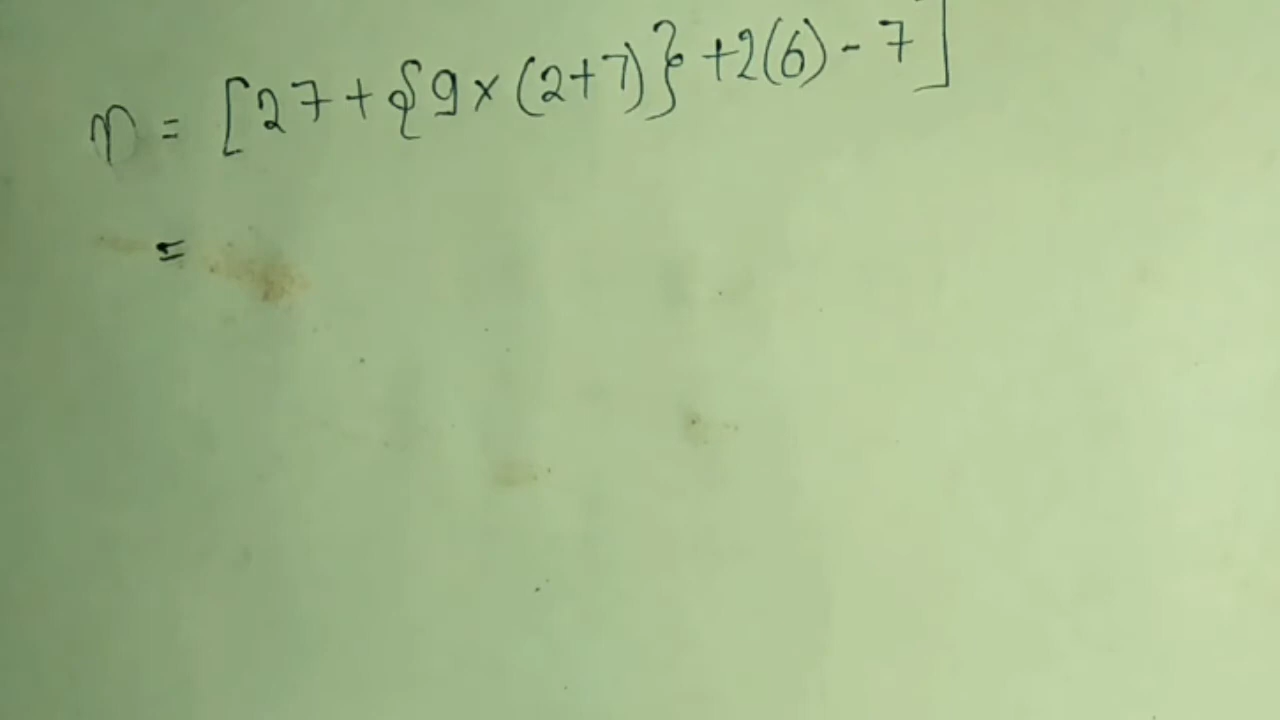 n = [27 + {9 × (2+7)} + 2(6) - 7]
=